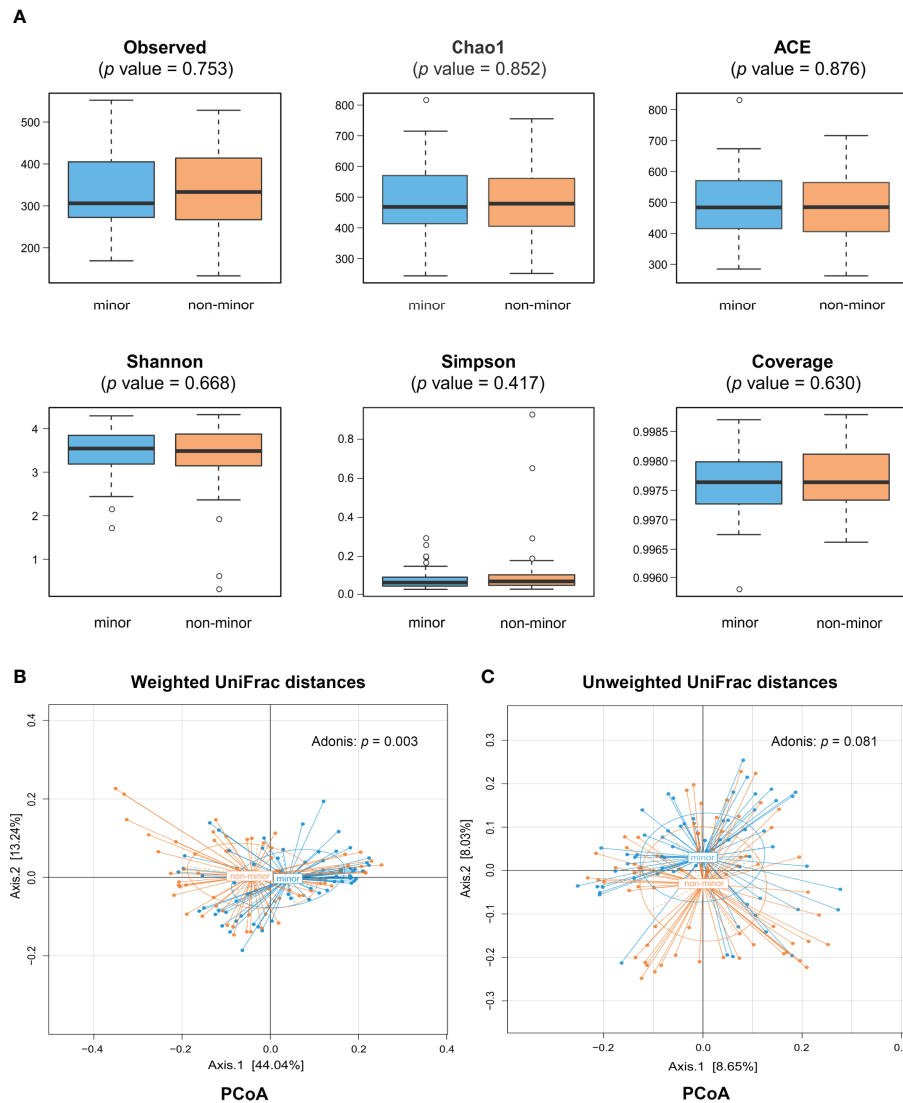 A
Observed
(p value = 0.753)
Chao1
(p value = 0.852)
ACE
(p value = 0.876)
500
400
300
200
minor
non-minor
800
700
600
500
400
300
minor
non-minor
800
700
600
500
400
300
minor
non-minor
Shannon
(p value = 0.668)
Simpson
(p value = 0.417)
Coverage
(p value = 0.630)
4
3
2
1
minor
non-minor
0.8
0.6
0.4
0.2
0.0
minor
non-minor
0.9985
0.9980
0.9975
0.9970
0.9965
0.9960
minor
non-minor
B
Weighted UniFrac distances
Adonis: p = 0.003
Axis.2 [13.24%]
0.4
0.2
0.0
−0.2
non-minor
minor
−0.4
−0.2
0.0
0.2
0.4
Axis.1 [44.04%]
PCoA
C
Unweighted UniFrac distances
Adonis: p = 0.081
Axis.2 [8.03%]
0.3
0.2
0.1
0.0
−0.1
−0.2
−0.3
minor
non-minor
−0.2
0.0
0.2
Axis.1 [8.65%]
PCoA